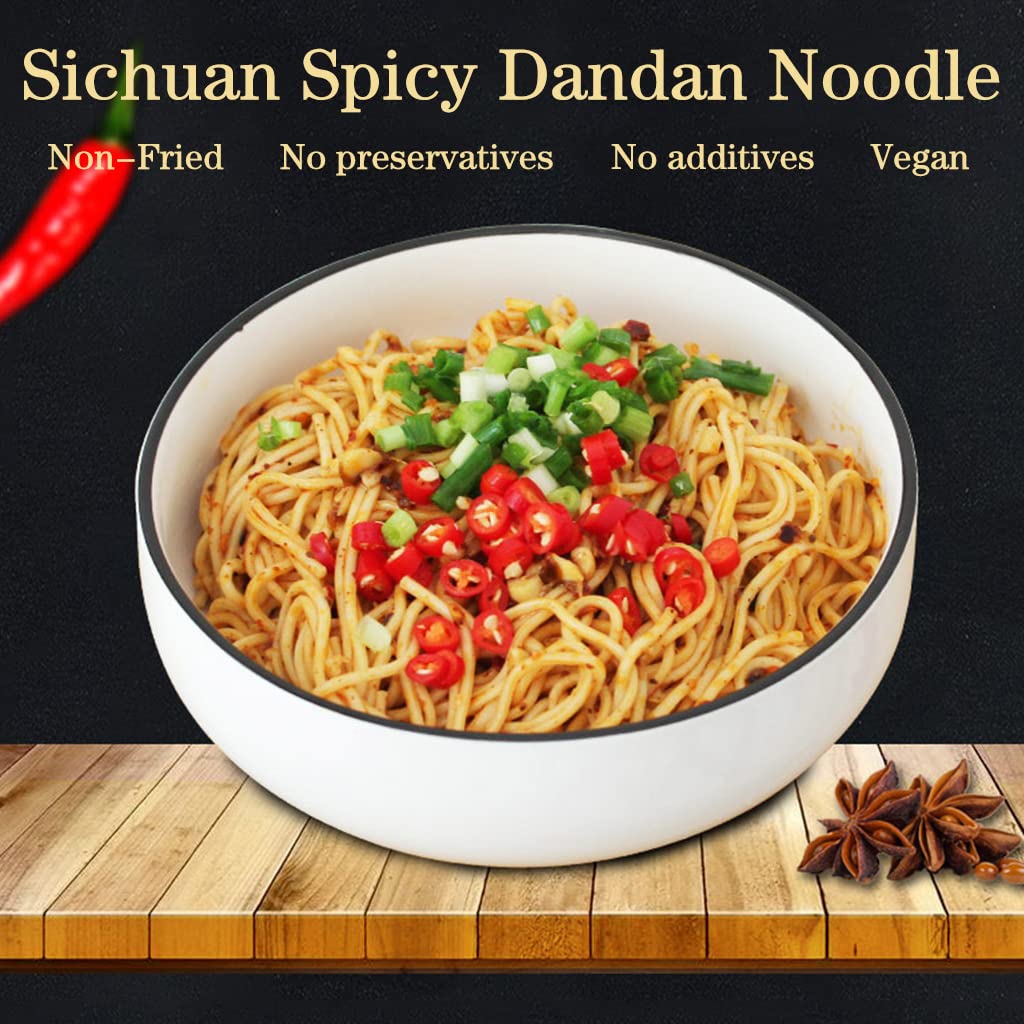 Sichuan Spicy Dandan Noodle
Non-Fried No preservatives No additives Vegan